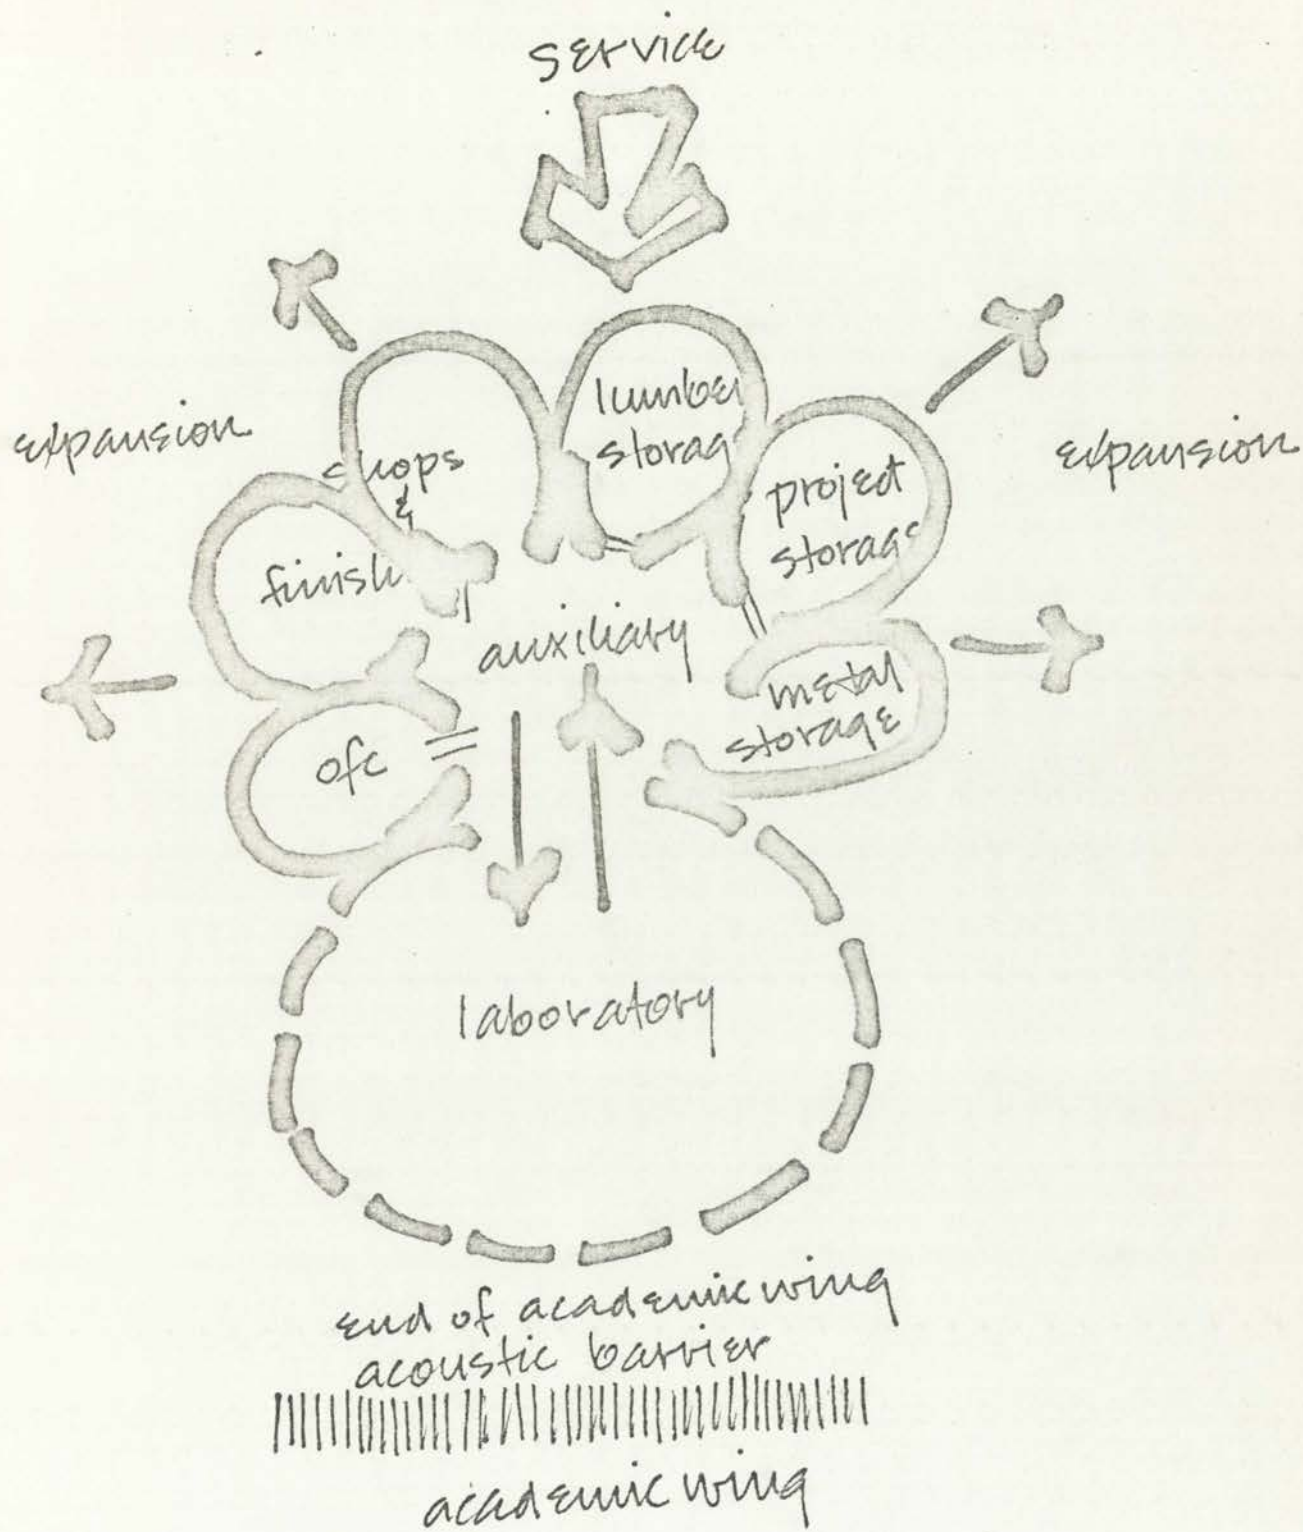 service
expansion
shops
&
finish
lumber
storage
project
storage
expansion
auxiliary
metal
storage
ofc
laboratory
end of academic wing
acoustic barrier
academic wing